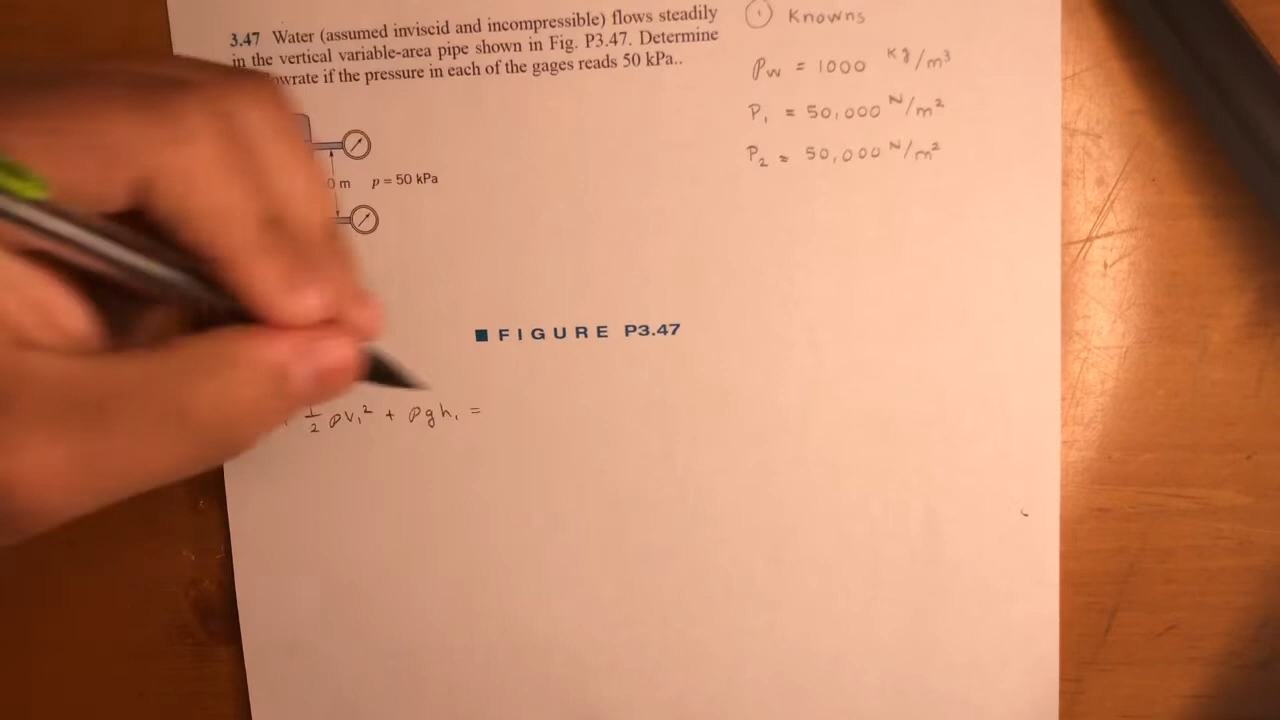 3.47 Water (assumed inviscid and incompressible) flows steadily
in the vertical variable-area pipe shown in Fig. P3.47. Determine
if the pressure in each of the gages reads 50 kPa..
m p = 50 kPa
■ FIGURE P3.47
① Knowns
ρw = 1000 kg/m³
P₁ = 50,000 N/m²
P₂ = 50,000 N/m²
½ρV₁² + ρgh₁ =